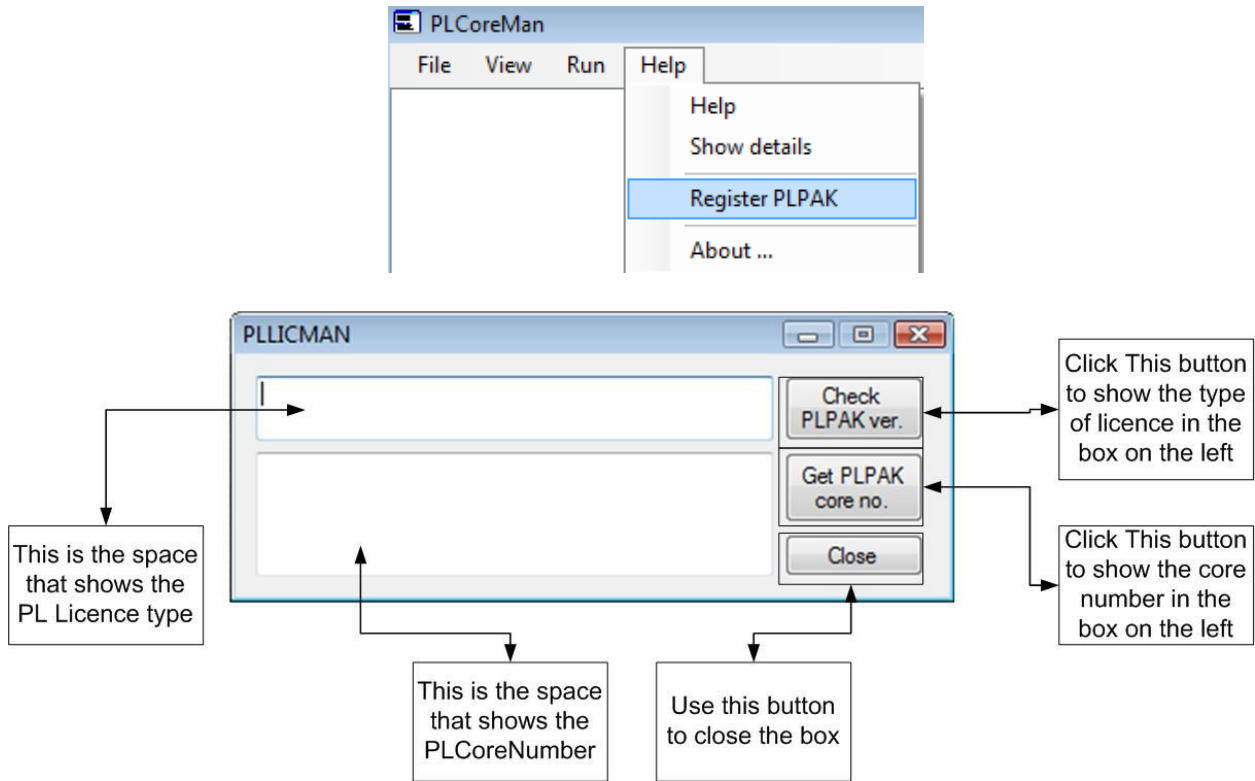 PLCoreMan
File View Run Help
Help
Show details
Register PLPAK
About ...
PLLICMAN
Check
PLPAK ver.
Get PLPAK
core no.
Close
Click This button
to show the type
of licence in the
box on the left
Click This button
to show the core
number in the
box on the left
This is the space
that shows the
PL Licence type
This is the space
that shows the
PLCoreNumber
Use this button
to close the box